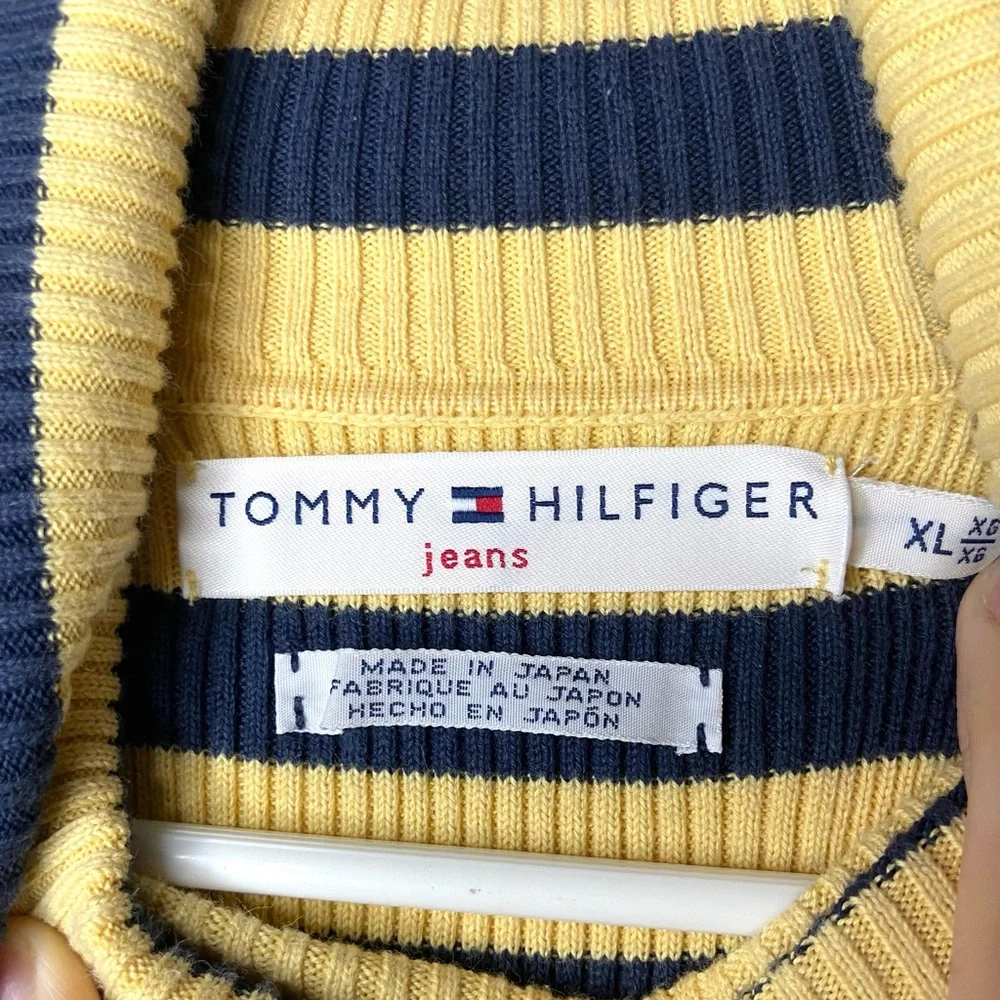 TOMMY HILFIGER
jeans
XL XG
XG
MADE IN JAPAN
FABRIQUE AU JAPON
HECHO EN JAPÓN